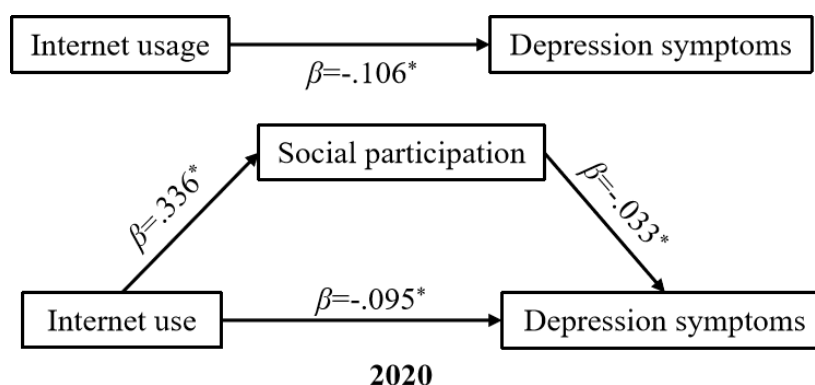 Internet usage
Depression symptoms
β=-.106*
Social participation
β=.336*
β=-.033*
β=-.095*
Internet use
Depression symptoms
2020